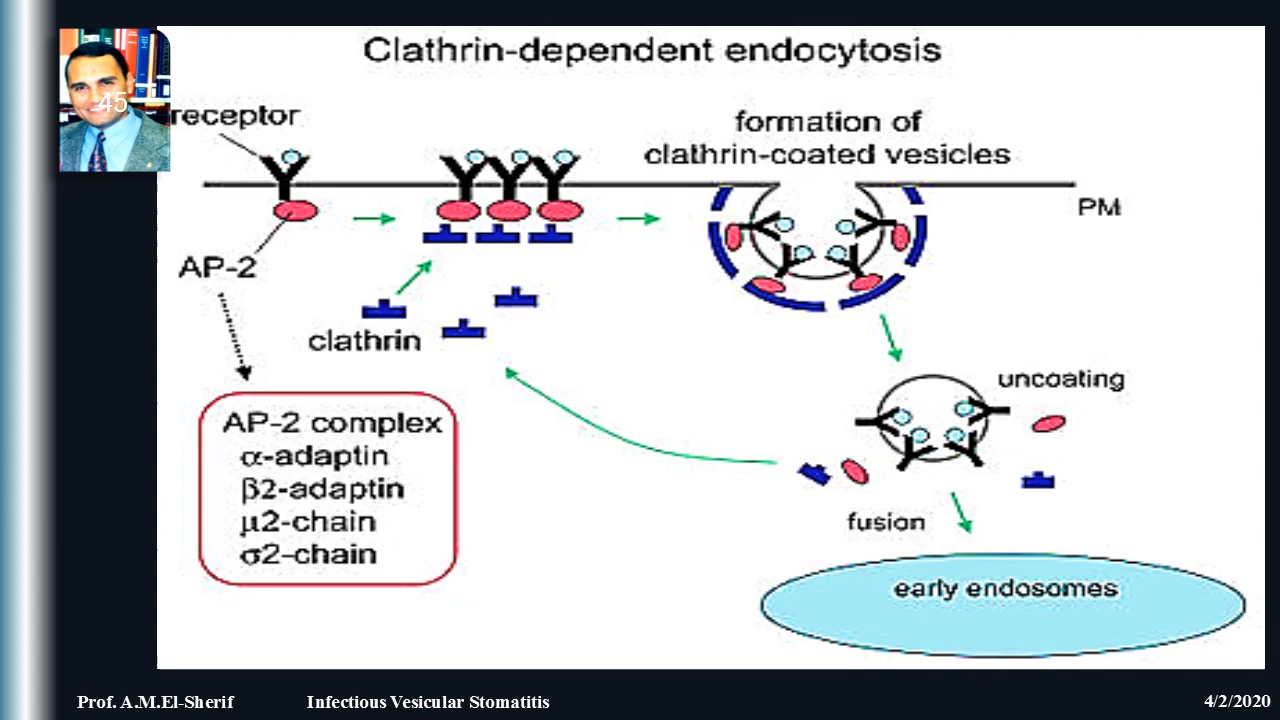 Clathrin-dependent endocytosis
45
receptor
formation of
clathrin-coated vesicles
PM
AP-2
clathrin
uncoating
AP-2 complex
α-adaptin
β2-adaptin
μ2-chain
σ2-chain
fusion
early endosomes
Prof. A.M.El-Sherif Infectious Vesicular Stomatitis 4/2/2020